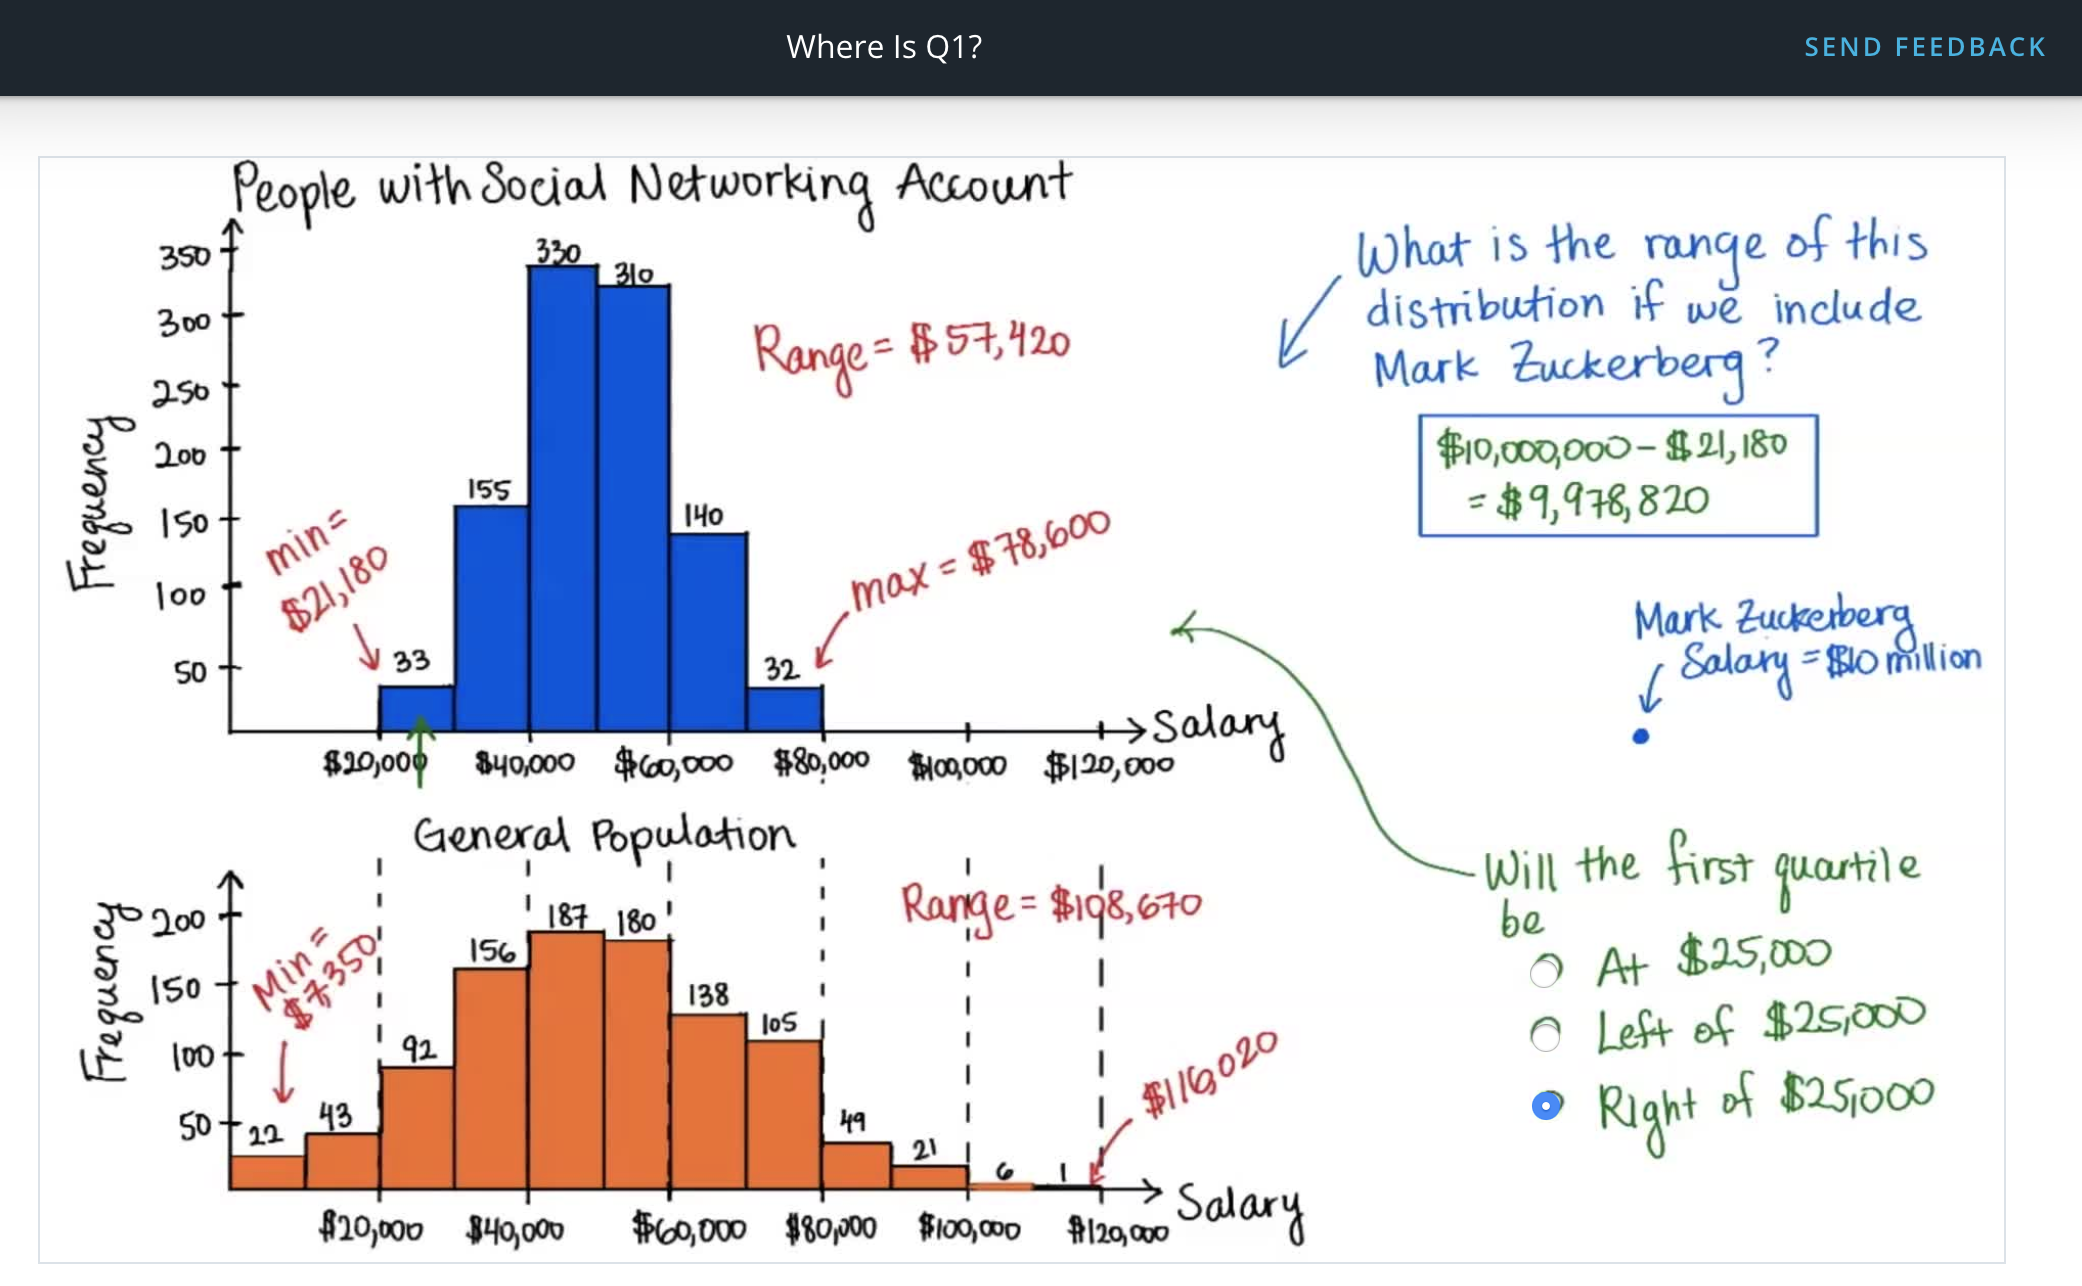 Where Is Q1?
SEND FEEDBACK
People with Social Networking Account
Frequency
350
300
250
200
150
100
50
33
155
330
310
140
32
min =
$21,180
Range = $57,420
max = $78,600
$20,000 $40,000 $60,000 $80,000 $100,000 $120,000
Salary
What is the range of this
distribution if we include
Mark Zuckerberg?
$10,000,000 - $21,180
= $9,978,820
Mark Zuckerberg
Salary = $10 million
General Population
Frequency
200
150
100
50
22
43
92
156
187
180
138
105
49
21
6
1
Min =
$7,350
Range = $108,670
$116,020
$20,000 $40,000 $60,000 $80,000 $100,000 $120,000
Salary
Will the first quartile
be
At $25,000
Left of $25,000
Right of $25,000